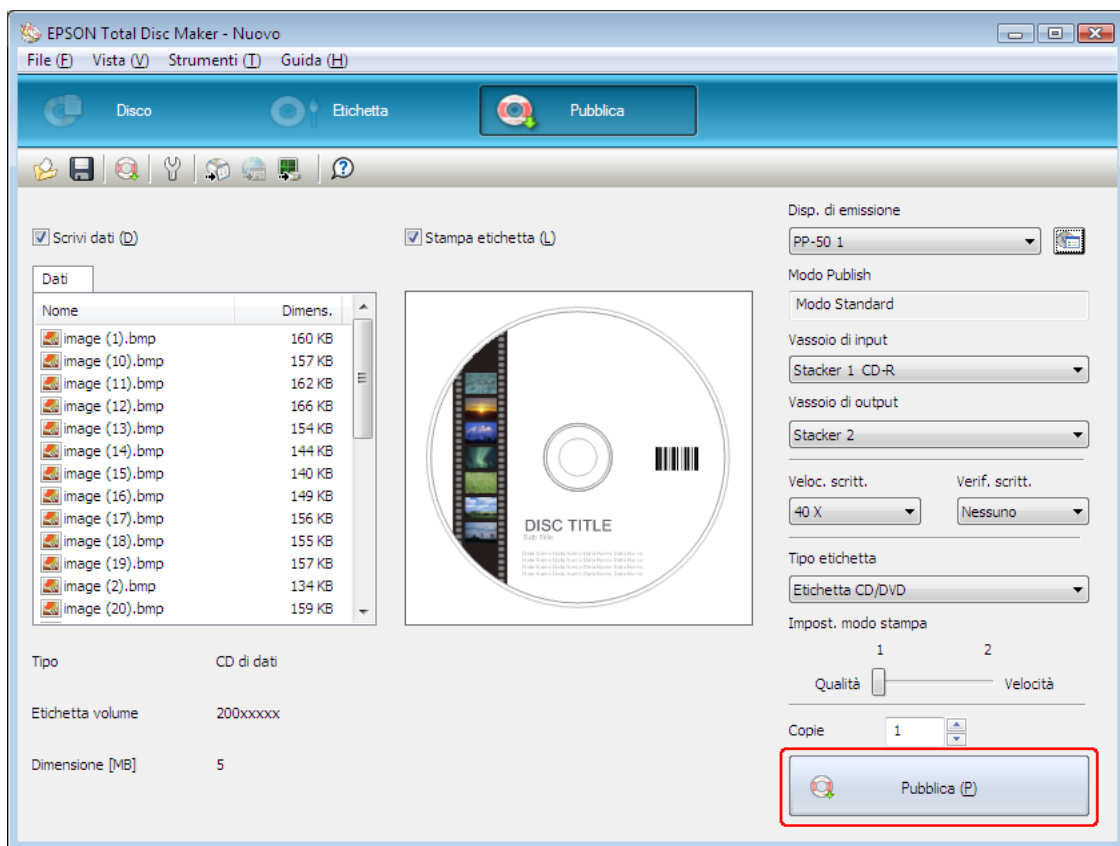 EPSON Total Disc Maker - Nuovo
File (F) Vista (V) Strumenti (T) Guida (H)
Disco Etichetta Pubblica
Disp. di emissione
Scrivi dati (D) Stampa etichetta (L)
PP-50 1
Dati
Modo Publish
Modo Standard
Nome Dimens.
image (1).bmp 160 KB
image (10).bmp 157 KB
image (11).bmp 162 KB
image (12).bmp 166 KB
image (13).bmp 154 KB
image (14).bmp 144 KB
image (15).bmp 140 KB
image (16).bmp 149 KB
image (17).bmp 156 KB
image (18).bmp 155 KB
image (19).bmp 157 KB
image (2).bmp 134 KB
image (20).bmp 159 KB
DISC TITLE
Sub Title
Vassoio di input
Stacker 1 CD-R
Vassoio di output
Stacker 2
Veloc. scritt. Verif. scritt.
40 X Nessuno
Tipo etichetta
Etichetta CD/DVD
Impost. modo stampa
1 2
Qualità Velocità
Tipo CD di dati
Etichetta volume 200xxxxx
Dimensione [MB] 5
Copie 1
Pubblica (P)